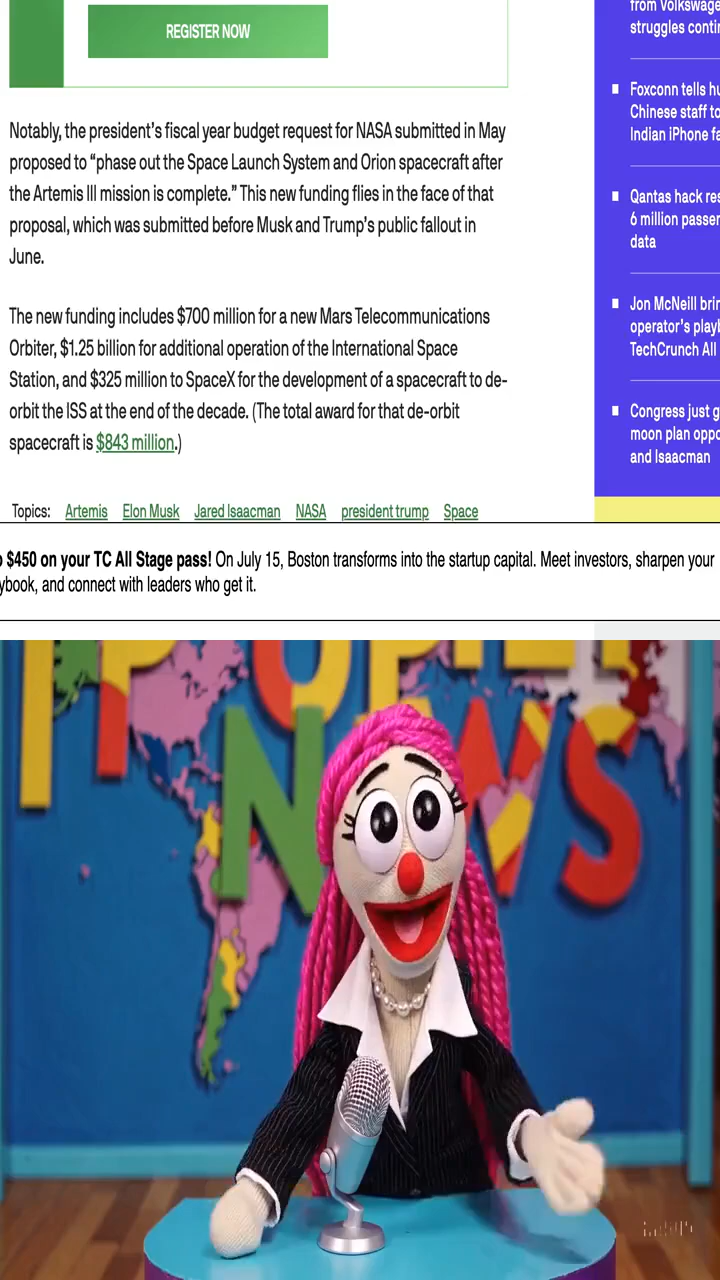 REGISTER NOW
Notably, the president's fiscal year budget request for NASA submitted in May
proposed to “phase out the Space Launch System and Orion spacecraft after
the Artemis III mission is complete.” This new funding flies in the face of that
proposal, which was submitted before Musk and Trump's public fallout in
June.
The new funding includes $700 million for a new Mars Telecommunications
Orbiter, $1.25 billion for additional operation of the International Space
Station, and $325 million to SpaceX for the development of a spacecraft to de-
orbit the ISS at the end of the decade. (The total award for that de-orbit
spacecraft is $843 million.)
Topics: Artemis Elon Musk Jared Isaacman NASA president trump Space
from Volkswage
struggles contin
Foxconn tells hu
Chinese staff to
Indian iPhone fa
Qantas hack res
6 million passen
data
Jon McNeill brin
operator's playb
TechCrunch All
Congress just g
moon plan oppo
and Isaacman
$450 on your TC All Stage pass! On July 15, Boston transforms into the startup capital. Meet investors, sharpen your
ybook, and connect with leaders who get it.
NEWS